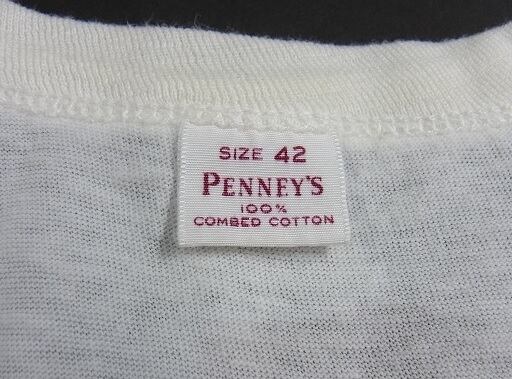 SIZE 42
PENNEY'S
100%
COMBED COTTON